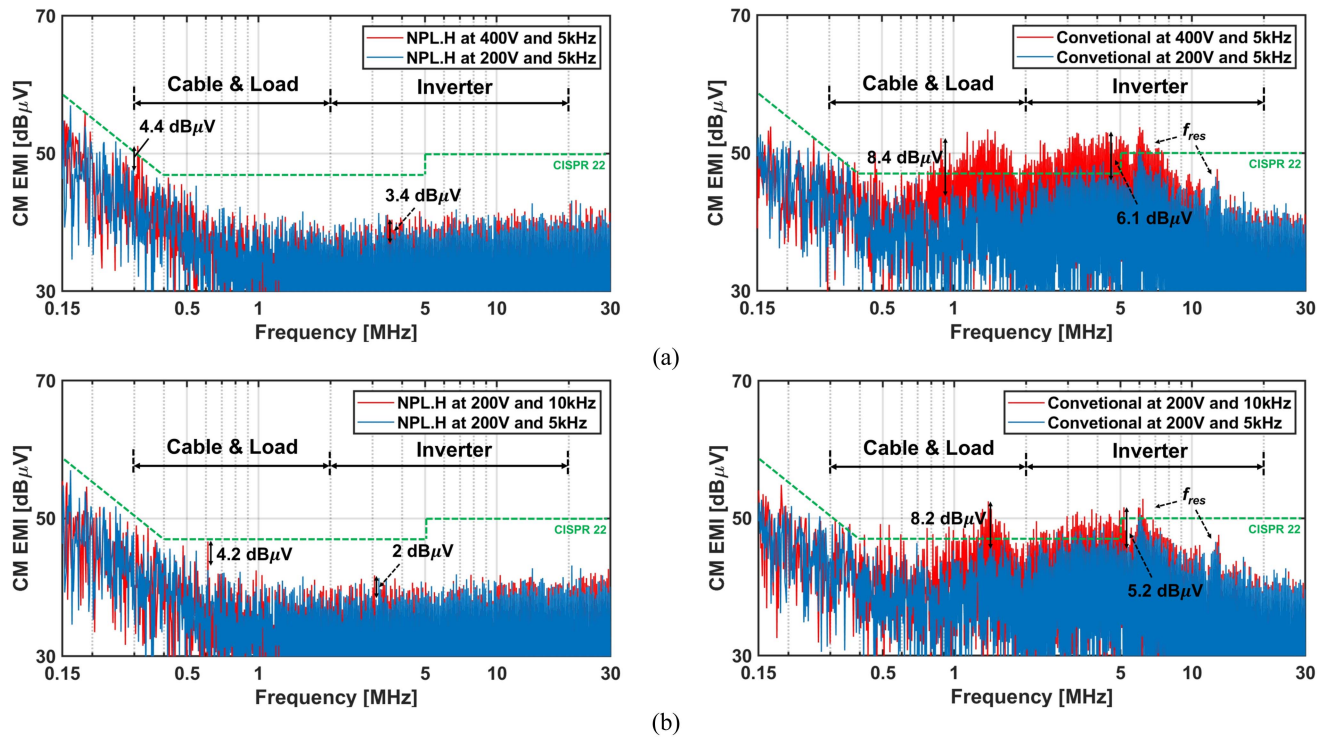 70
50
30
CM EMI [dBμV]
NPL.H at 400V and 5kHz
NPL.H at 200V and 5kHz
Cable & Load
Inverter
4.4 dBμV
3.4 dBμV
CISPR 22
0.15
0.5
1
5
10
30
Frequency [MHz]
70
50
30
CM EMI [dBμV]
Convetional at 400V and 5kHz
Convetional at 200V and 5kHz
Cable & Load
Inverter
fres
8.4 dBμV
CISPR 22
6.1 dBμV
0.15
0.5
1
5
10
30
Frequency [MHz]
(a)
70
50
30
CM EMI [dBμV]
NPL.H at 200V and 10kHz
NPL.H at 200V and 5kHz
Cable & Load
Inverter
4.2 dBμV
2 dBμV
CISPR 22
0.15
0.5
1
5
10
30
Frequency [MHz]
70
50
30
CM EMI [dBμV]
Convetional at 200V and 10kHz
Convetional at 200V and 5kHz
Cable & Load
Inverter
fres
8.2 dBμV
CISPR 22
5.2 dBμV
0.15
0.5
1
5
10
30
Frequency [MHz]
(b)